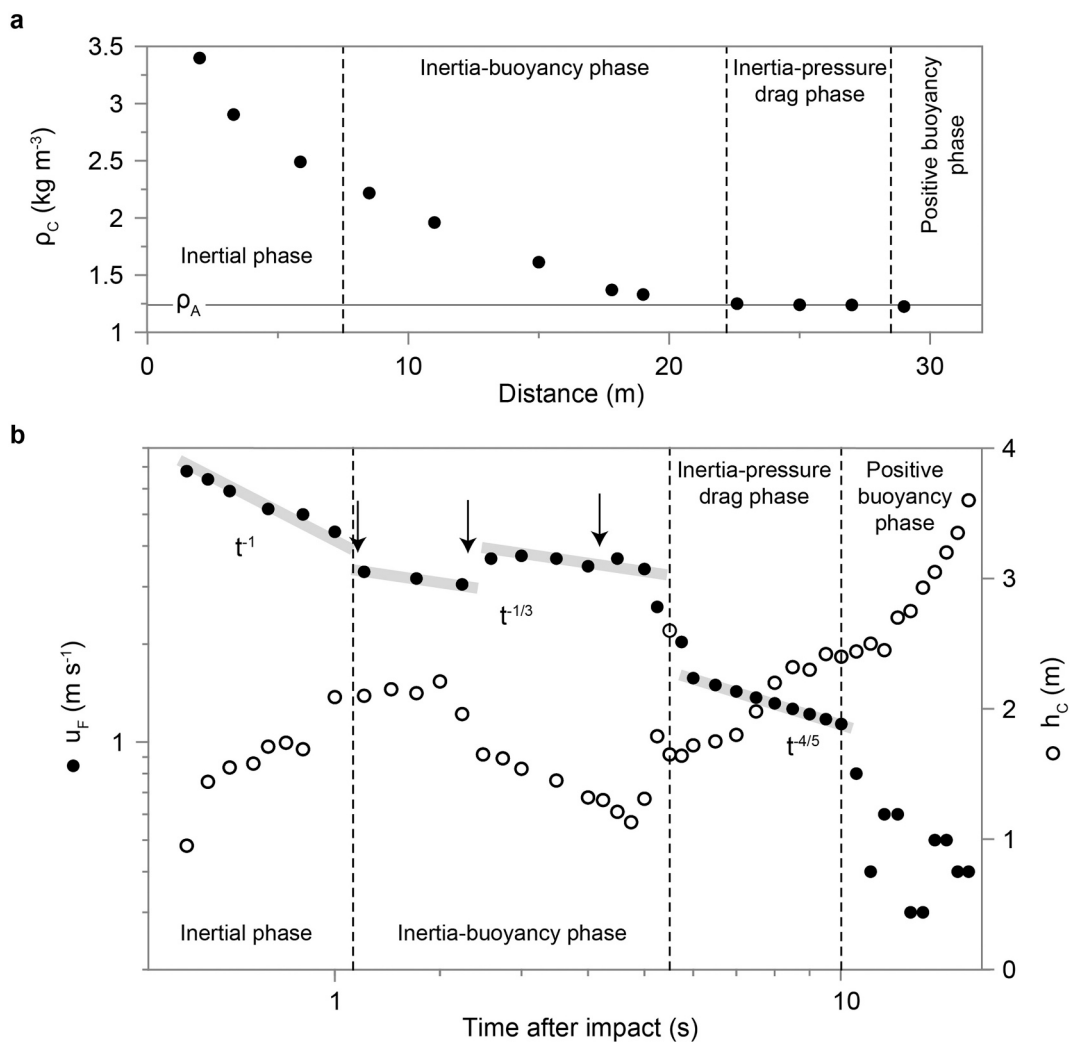 a
3.5
3
2.5
2
1.5
1
ρC (kg m-3)
Inertia-buoyancy phase
Inertia-pressure
drag phase
Positive buoyancy
phase
Inertial phase
ρA
0
10
20
30
Distance (m)
b
Inertia-pressure
drag phase
Positive
buoyancy
phase
t-1
t-1/3
t-4/5
Inertial phase
Inertia-buoyancy phase
uF (m s-1)
1
4
3
2
1
0
hC (m)
1
10
Time after impact (s)